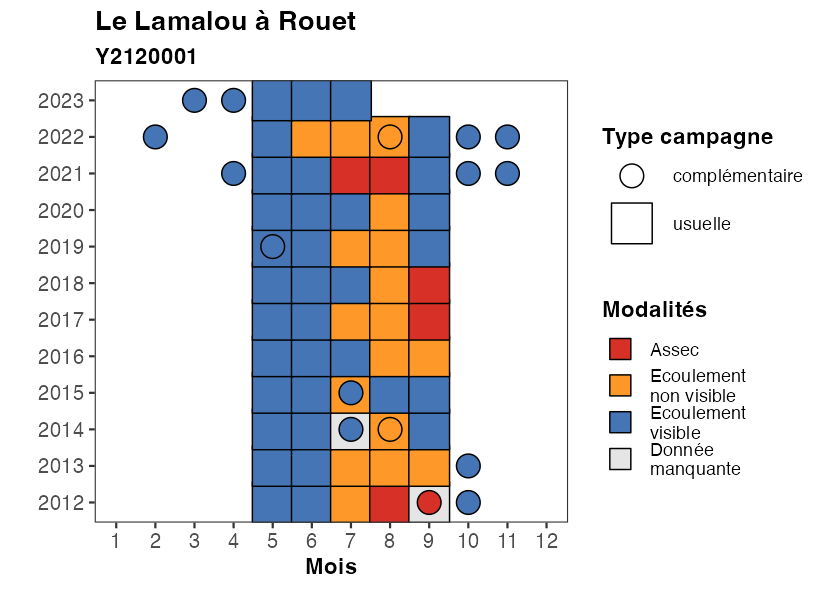 Le Lamalou à Rouet
Y2120001
2023
2022
2021
2020
2019
2018
2017
2016
2015
2014
2013
2012
1 2 3 4 5 6 7 8 9 10 11 12
Mois
Type campagne
complémentaire
usuelle
Modalités
Assec
Ecoulement
non visible
Ecoulement
visible
Donnée
manquante